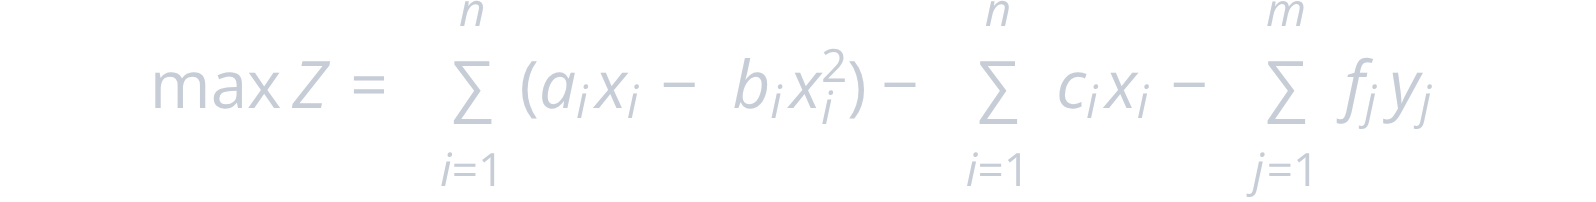 max Z = ∑_{i=1}^{n} (a_i x_i − b_i x_i^2) − ∑_{i=1}^{n} c_i x_i − ∑_{j=1}^{m} f_j y_j